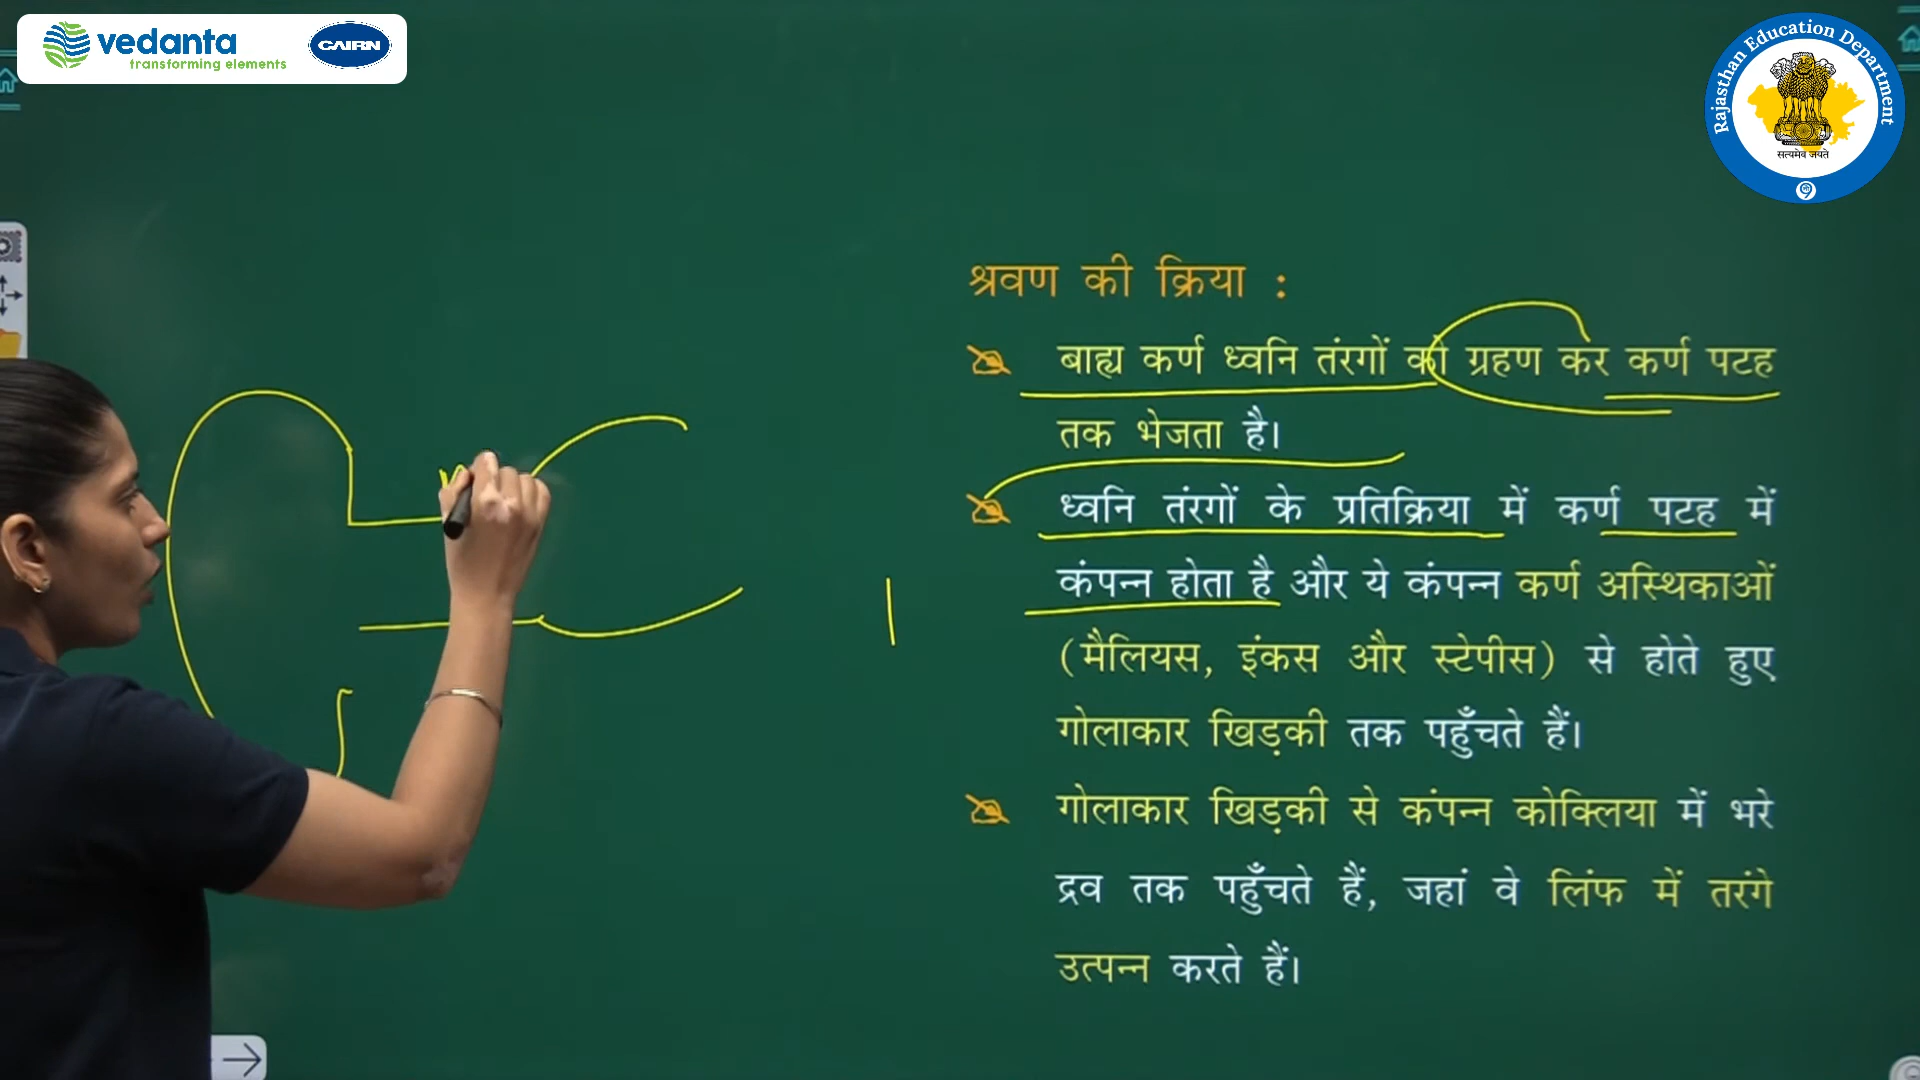 vedanta
transforming elements
CAIRN
Rajasthan Education Department
सत्यमेव जयते
श्रवण की क्रिया :
बाह्य कर्ण ध्वनि तंरगों को ग्रहण कर कर्ण पटह
तक भेजता है।
ध्वनि तंरगों के प्रतिक्रिया में कर्ण पटह में
कंपन्न होता है और ये कंपन्न कर्ण अस्थिकाओं
(मैलियस, इंकस और स्टेपीस) से होते हुए
गोलाकार खिड़की तक पहुँचते हैं।
गोलाकार खिड़की से कंपन्न कोक्लिया में भरे
द्रव तक पहुँचते हैं, जहां वे लिंफ में तरंगे
उत्पन्न करते हैं।